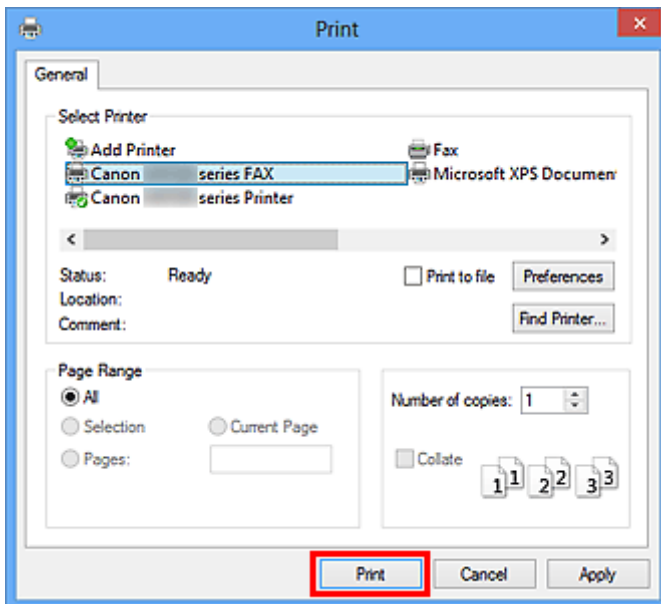 Print
General
Select Printer
Add Printer
Fax
Canon series FAX
Microsoft XPS Documen
Canon series Printer
Status: Ready
Print to file
Preferences
Location:
Comment:
Find Printer...
Page Range
All
Selection
Current Page
Pages:
Number of copies: 1
Collate
1 1 2 2 3 3
Print
Cancel
Apply